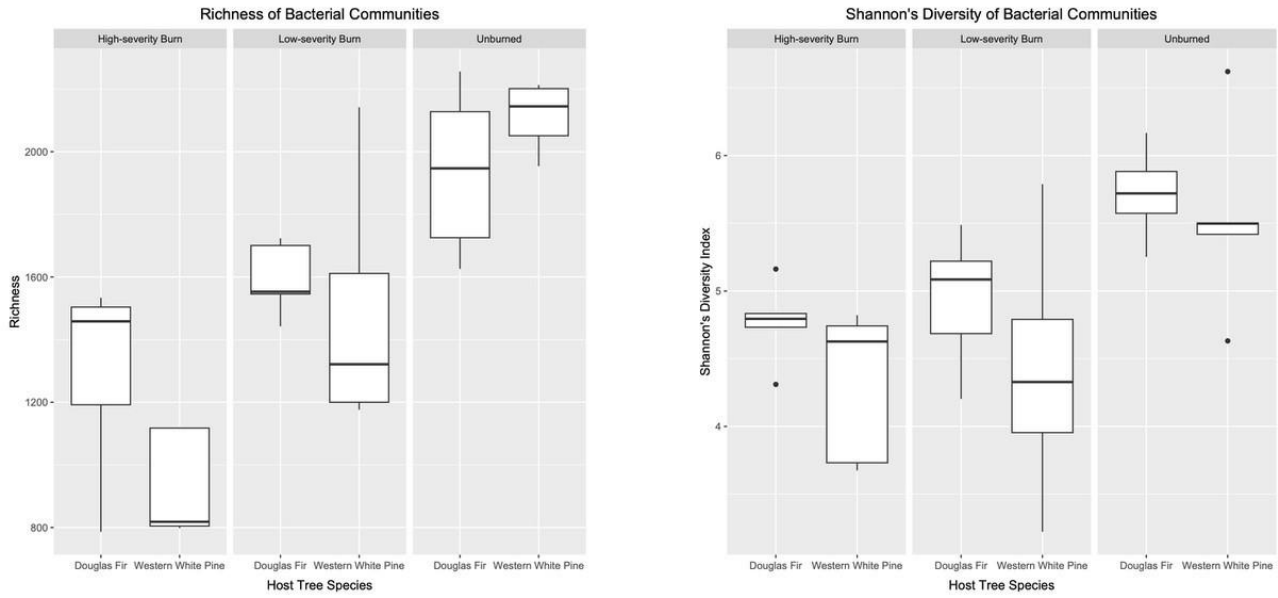 Richness of Bacterial Communities
High-severity Burn Low-severity Burn Unburned
2000
1600
1200
800
Richness
Douglas Fir Western White Pine Douglas Fir Western White Pine Douglas Fir Western White Pine
Host Tree Species
Shannon's Diversity of Bacterial Communities
High-severity Burn Low-severity Burn Unburned
6
5
4
Shannon's Diversity Index
Douglas Fir Western White Pine Douglas Fir Western White Pine Douglas Fir Western White Pine
Host Tree Species